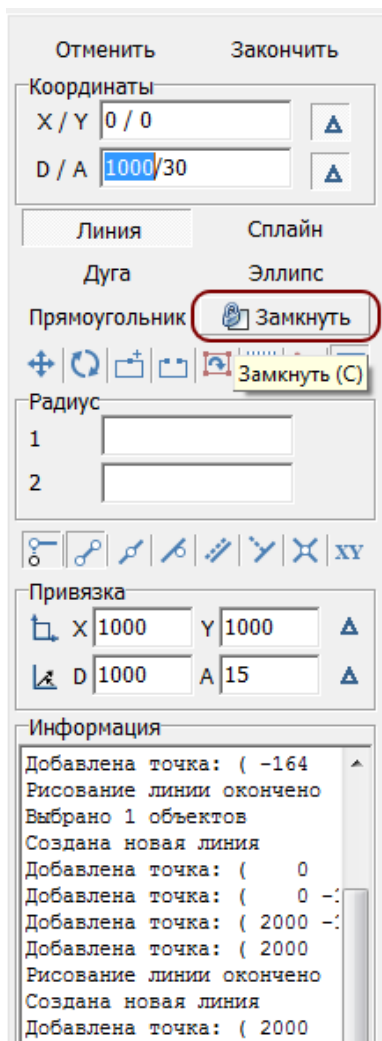 Отменить Закончить
Координаты
X / Y 0 / 0 Δ
D / A 1000/30 Δ
Линия Сплайн
Дуга Эллипс
Прямоугольник Замкнуть
Замкнуть (C)
Радиус
1
2
XY
Привязка
X 1000 Y 1000 Δ
D 1000 A 15 Δ
Информация
Добавлена точка: ( -164
Рисование линии окончено
Выбрано 1 объектов
Создана новая линия
Добавлена точка: ( 0
Добавлена точка: ( 0 -
Добавлена точка: ( 2000 -
Добавлена точка: ( 2000
Рисование линии окончено
Создана новая линия
Добавлена точка: ( 2000